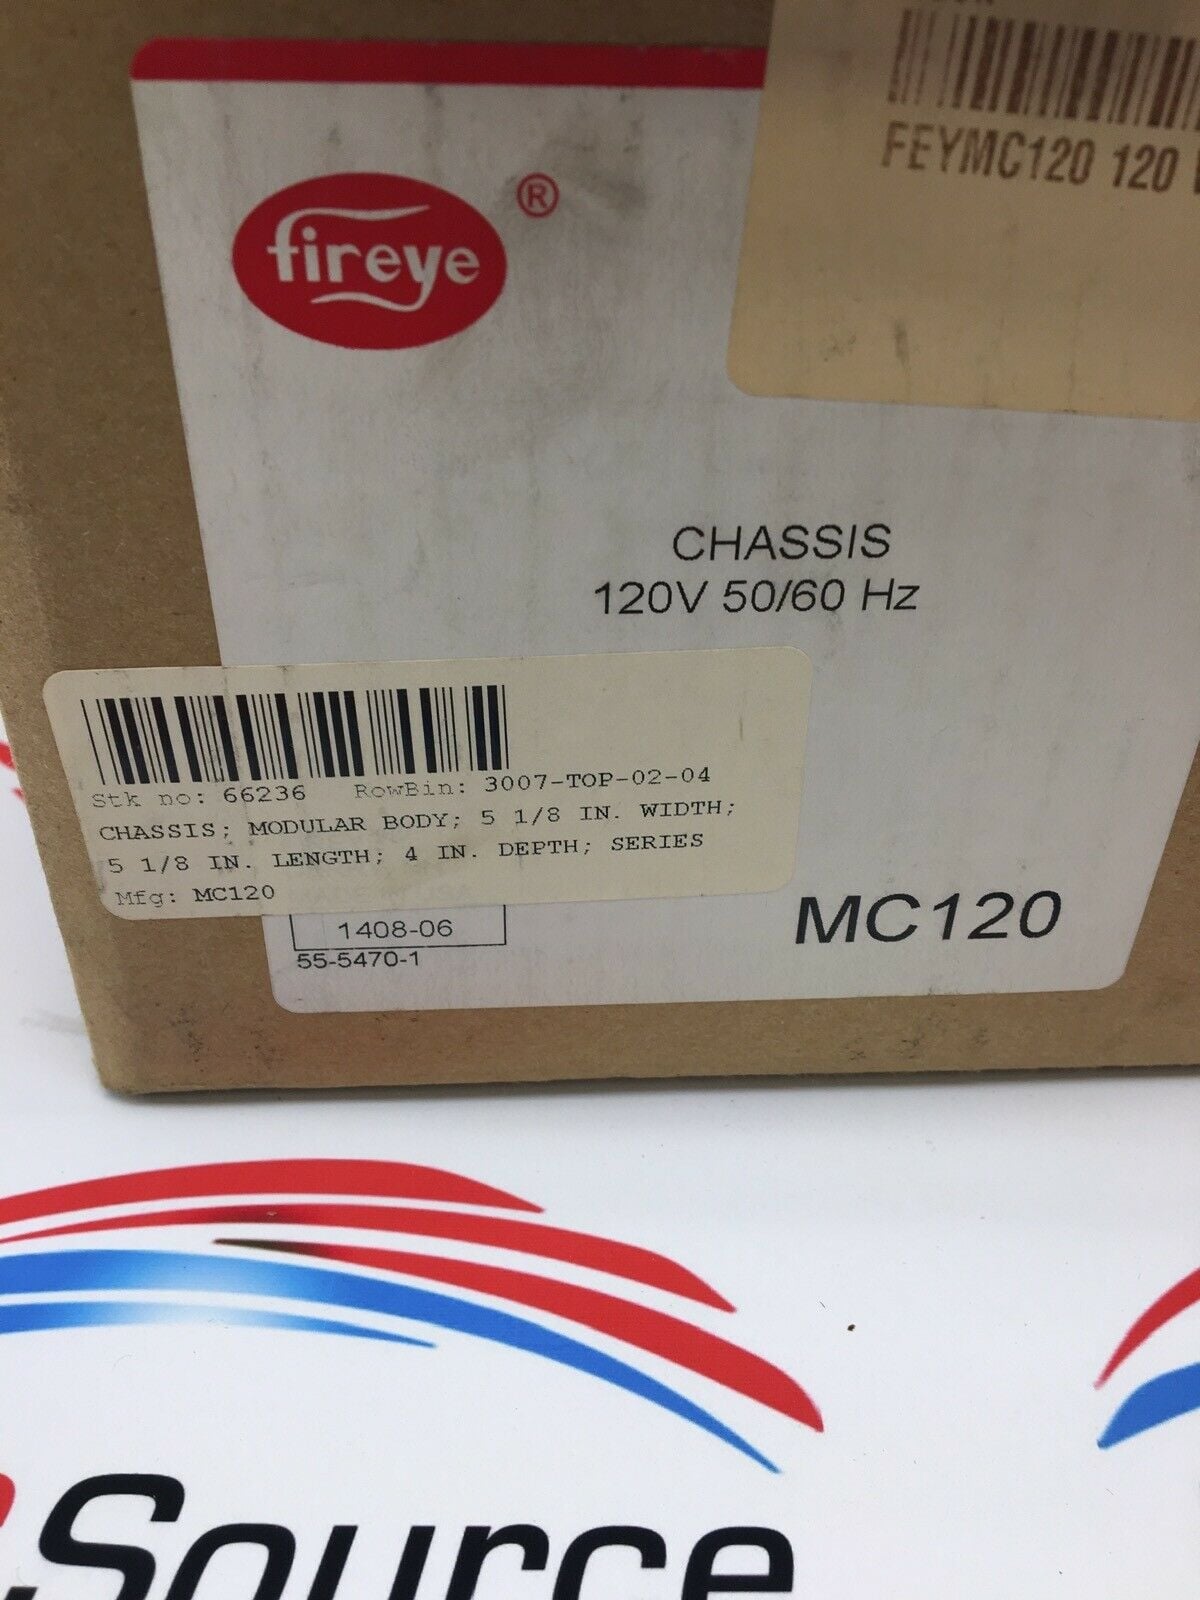 FEYMC120 120
fireye ®
CHASSIS
120V 50/60 Hz
Stk no: 66236 RowBin: 3007-TOP-02-04
CHASSIS; MODULAR BODY; 5 1/8 IN. WIDTH;
5 1/8 IN. LENGTH; 4 IN. DEPTH; SERIES
Mfg: MC120
1408-06
55-5470-1
MC120
Source